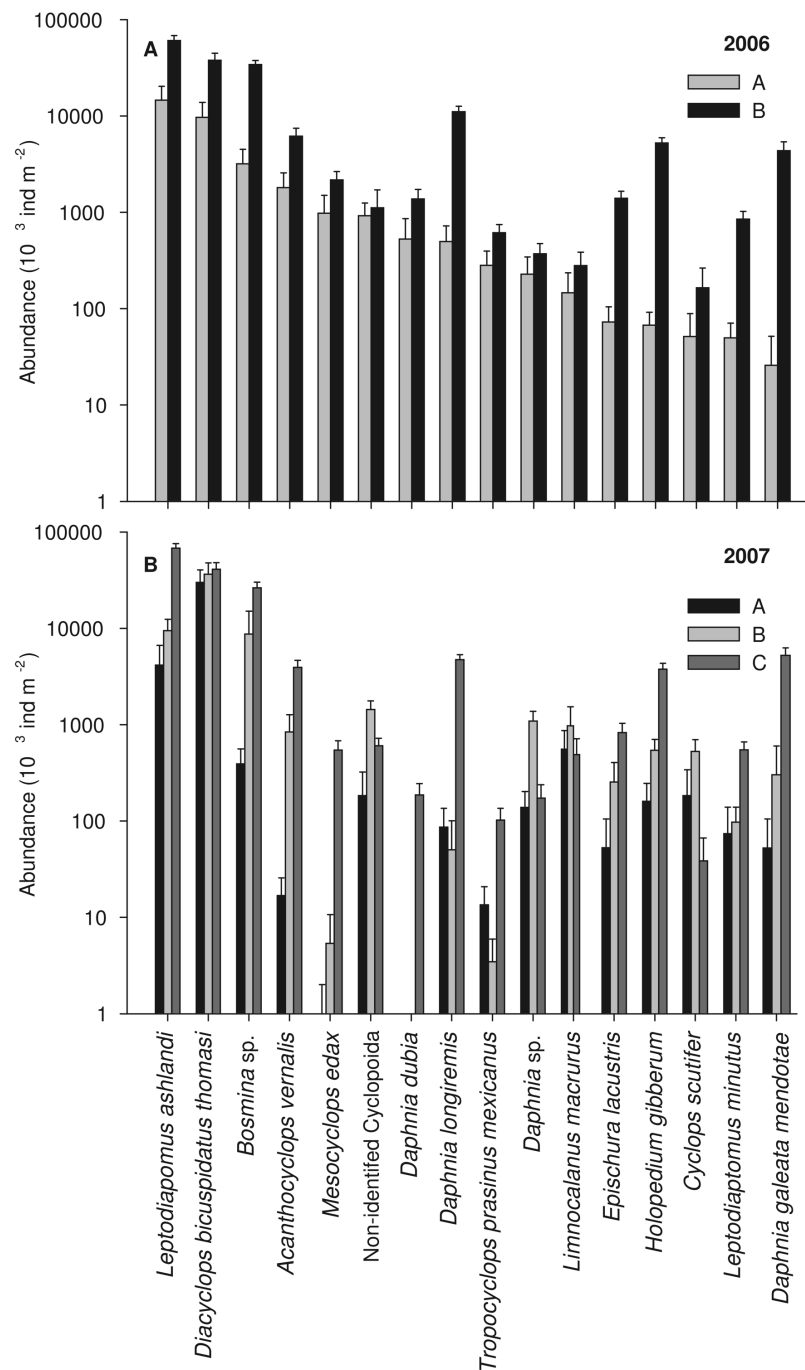 A
2006
A
B
100000
10000
1000
100
10
1
Abundance (10 3 ind m -2)
B
2007
A
B
C
100000
10000
1000
100
10
1
Abundance (10 3 ind m -2)
Leptodiapomus ashlandi
Diacyclops bicuspidatus thomasi
Bosmina sp.
Acanthocyclops vernalis
Mesocyclops edax
Non-identifed Cyclopoida
Daphnia dubia
Daphnia longiremis
Tropocyclops prasinus mexicanus
Daphnia sp.
Limnocalanus macrurus
Epischura lacustris
Holopedium gibberum
Cyclops scutifer
Leptodiaptomus minutus
Daphnia galeata mendotae